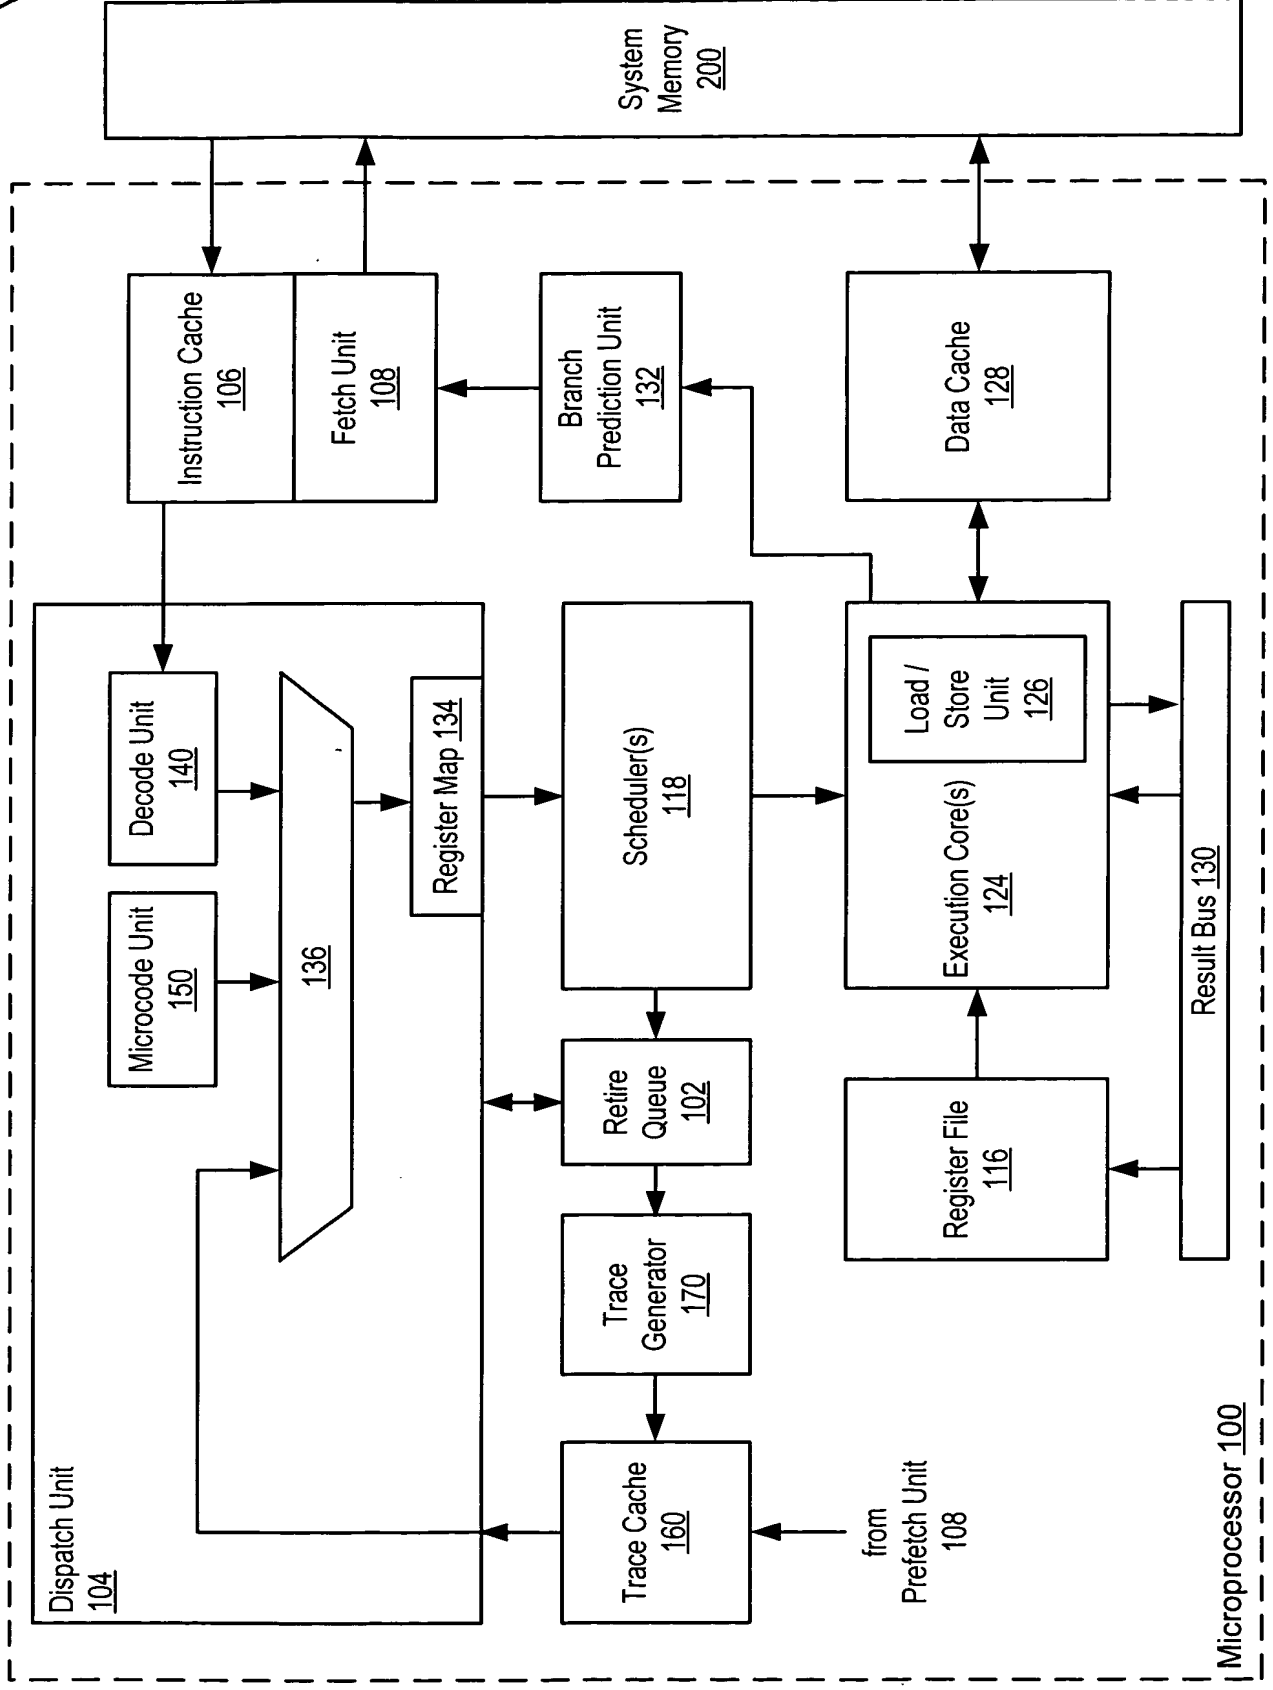 System
Memory
200
Instruction Cache
106
Fetch Unit
108
Branch
Prediction Unit
132
Data Cache
128
Dispatch Unit
104
Decode Unit
140
Microcode Unit
150
136
Register Map 134
Scheduler(s)
118
Retire
Queue
102
Trace
Generator
170
Trace Cache
160
from
Prefetch Unit
108
Load /
Store
Unit
126
Execution Core(s)
124
Register File
116
Result Bus 130
Microprocessor 100